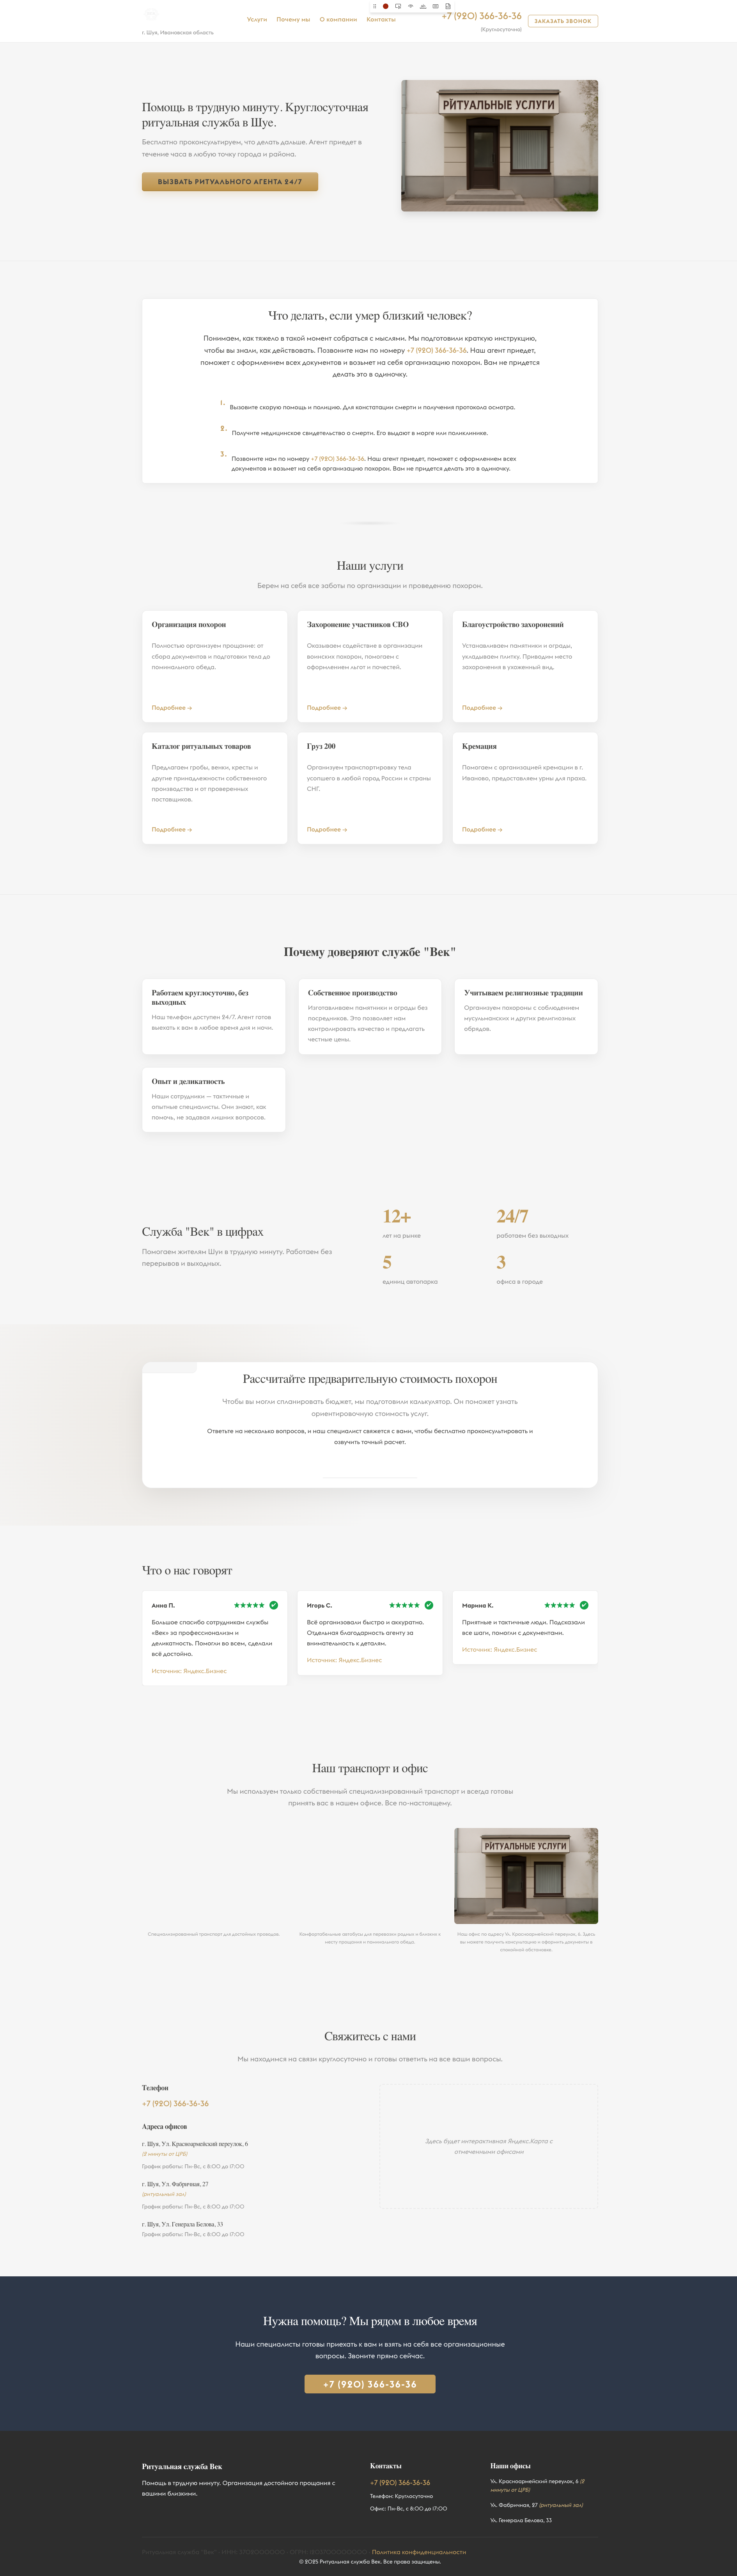 г. Шуя, Ивановская область
Услуги
Почему мы
О компании
Контакты
+7 (920) 366-36-36
(Круглосуточно)
ЗАКАЗАТЬ ЗВОНОК
Помощь в трудную минуту. Круглосуточная
ритуальная служба в Шуе.
Бесплатно проконсультируем, что делать дальше. Агент приедет в
течение часа в любую точку города и района.
ВЫЗВАТЬ РИТУАЛЬНОГО АГЕНТА 24/7
РИТУАЛЬНЫЕ УСЛУГИ
Что делать, если умер близкий человек?
Понимаем, как тяжело в такой момент собраться с мыслями. Мы подготовили краткую инструкцию,
чтобы вы знали, как действовать. Позвоните нам по номеру +7 (920) 366-36-36. Наш агент приедет,
поможет с оформлением всех документов и возьмет на себя организацию похорон. Вам не придется
делать это в одиночку.
1. Вызовите скорую помощь и полицию. Для констатации смерти и получения протокола осмотра.
2. Получите медицинское свидетельство о смерти. Его выдают в морге или поликлинике.
3. Позвоните нам по номеру +7 (920) 366-36-36. Наш агент приедет, поможет с оформлением всех
документов и возьмет на себя организацию похорон. Вам не придется делать это в одиночку.
Наши услуги
Берем на себя все заботы по организации и проведению похорон.
Организация похорон
Полностью организуем прощание: от
сбора документов и подготовки тела до
поминального обеда.
Подробнее →
Захоронение участников СВО
Оказываем содействие в организации
воинских похорон, помогаем с
оформлением льгот и почестей.
Подробнее →
Благоустройство захоронений
Устанавливаем памятники и ограды,
укладываем плитку. Приводим место
захоронения в ухоженный вид.
Подробнее →
Каталог ритуальных товаров
Предлагаем гробы, венки, кресты и
другие принадлежности собственного
производства и от проверенных
поставщиков.
Подробнее →
Груз 200
Организуем транспортировку тела
усопшего в любой город России и страны
СНГ.
Подробнее →
Кремация
Помогаем с организацией кремации в г.
Иваново, предоставляем урны для праха.
Подробнее →
Почему доверяют службе "Век"
Работаем круглосуточно, без
выходных
Наш телефон доступен 24/7. Агент готов
выехать к вам в любое время дня и ночи.
Собственное производство
Изготавливаем памятники и ограды без
посредников. Это позволяет нам
контролировать качество и предлагать
честные цены.
Учитываем религиозные традиции
Организуем похороны с соблюдением
мусульманских и других религиозных
обрядов.
Опыт и деликатность
Наши сотрудники — тактичные и
опытные специалисты. Они знают, как
помочь, не задавая лишних вопросов.
Служба "Век" в цифрах
Помогаем жителям Шуи в трудную минуту. Работаем без
перерывов и выходных.
12+
лет на рынке
24/7
работаем без выходных
5
единиц автопарка
3
офиса в городе
Рассчитайте предварительную стоимость похорон
Чтобы вы могли спланировать бюджет, мы подготовили калькулятор. Он поможет узнать
ориентировочную стоимость услуг.
Ответьте на несколько вопросов, и наш специалист свяжется с вами, чтобы бесплатно проконсультировать и
озвучить точный расчет.
Что о нас говорят
Анна П.
Большое спасибо сотрудникам службы
«Век» за профессионализм и
деликатность. Помогли во всем, сделали
всё достойно.
Источник: Яндекс.Бизнес
Игорь С.
Всё организовали быстро и аккуратно.
Отдельная благодарность агенту за
внимательность к деталям.
Источник: Яндекс.Бизнес
Марина К.
Приятные и тактичные люди. Подсказали
все шаги, помогли с документами.
Источник: Яндекс.Бизнес
Наш транспорт и офис
Мы используем только собственный специализированный транспорт и всегда готовы
принять вас в нашем офисе. Все по-настоящему.
РИТУАЛЬНЫЕ УСЛУГИ
Специализированный транспорт для достойных проводов.
Комфортабельные автобусы для перевозки родных и близких к
месту прощания и поминального обеда.
Наш офис по адресу Ул. Красноармейский переулок, 6. Здесь
вы можете получить консультацию и оформить документы в
спокойной обстановке.
Свяжитесь с нами
Мы находимся на связи круглосуточно и готовы ответить на все ваши вопросы.
Телефон
+7 (920) 366-36-36
Адреса офисов
г. Шуя, Ул. Красноармейский переулок, 6
(2 минуты от ЦРБ)
График работы: Пн-Вс, с 8:00 до 17:00
г. Шуя, Ул. Фабричная, 27
(ритуальный зал)
График работы: Пн-Вс, с 8:00 до 17:00
г. Шуя, Ул. Генерала Белова, 33
График работы: Пн-Вс, с 8:00 до 17:00
Здесь будет интерактивная Яндекс.Карта с
отмеченными офисами
Нужна помощь? Мы рядом в любое время
Наши специалисты готовы приехать к вам и взять на себя все организационные
вопросы. Звоните прямо сейчас.
+7 (920) 366-36-36
Ритуальная служба Век
Помощь в трудную минуту. Организация достойного прощания с
вашими близкими.
Контакты
+7 (920) 366-36-36
Телефон: Круглосуточно
Офис: Пн-Вс, с 8:00 до 17:00
Наши офисы
Ул. Красноармейский переулок, 6 (2
минуты от ЦРБ)
Ул. Фабричная, 27 (ритуальный зал)
Ул. Генерала Белова, 33
Политика конфиденциальности
© 2025 Ритуальная служба Век. Все права защищены.